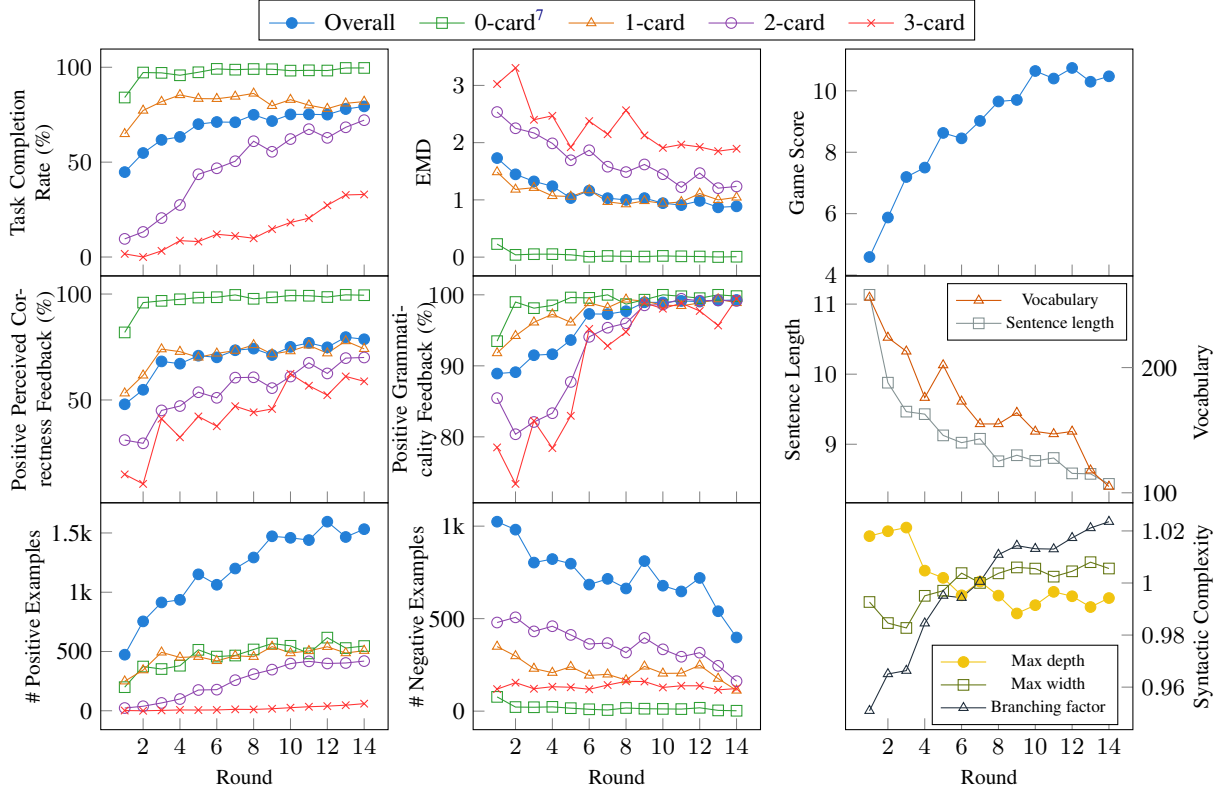 Overall 0-card7 1-card 2-card 3-card
Task Completion
Rate (%)
100
50
0
EMD
3
2
1
0
Game Score
10
8
6
4
Positive Perceived Cor-
rectness Feedback (%)
100
50
Positive Grammati-
cality Feedback (%)
100
90
80
Sentence Length
11
10
9
Vocabulary
Sentence length
200
100
Vocabulary
# Positive Examples
1.5k
1k
500
0
2 4 6 8 10 12 14
Round
# Negative Examples
1k
500
0
2 4 6 8 10 12 14
Round
Max depth
Max width
Branching factor
1.02
1
0.98
0.96
Syntactic Complexity
2 4 6 8 10 12 14
Round